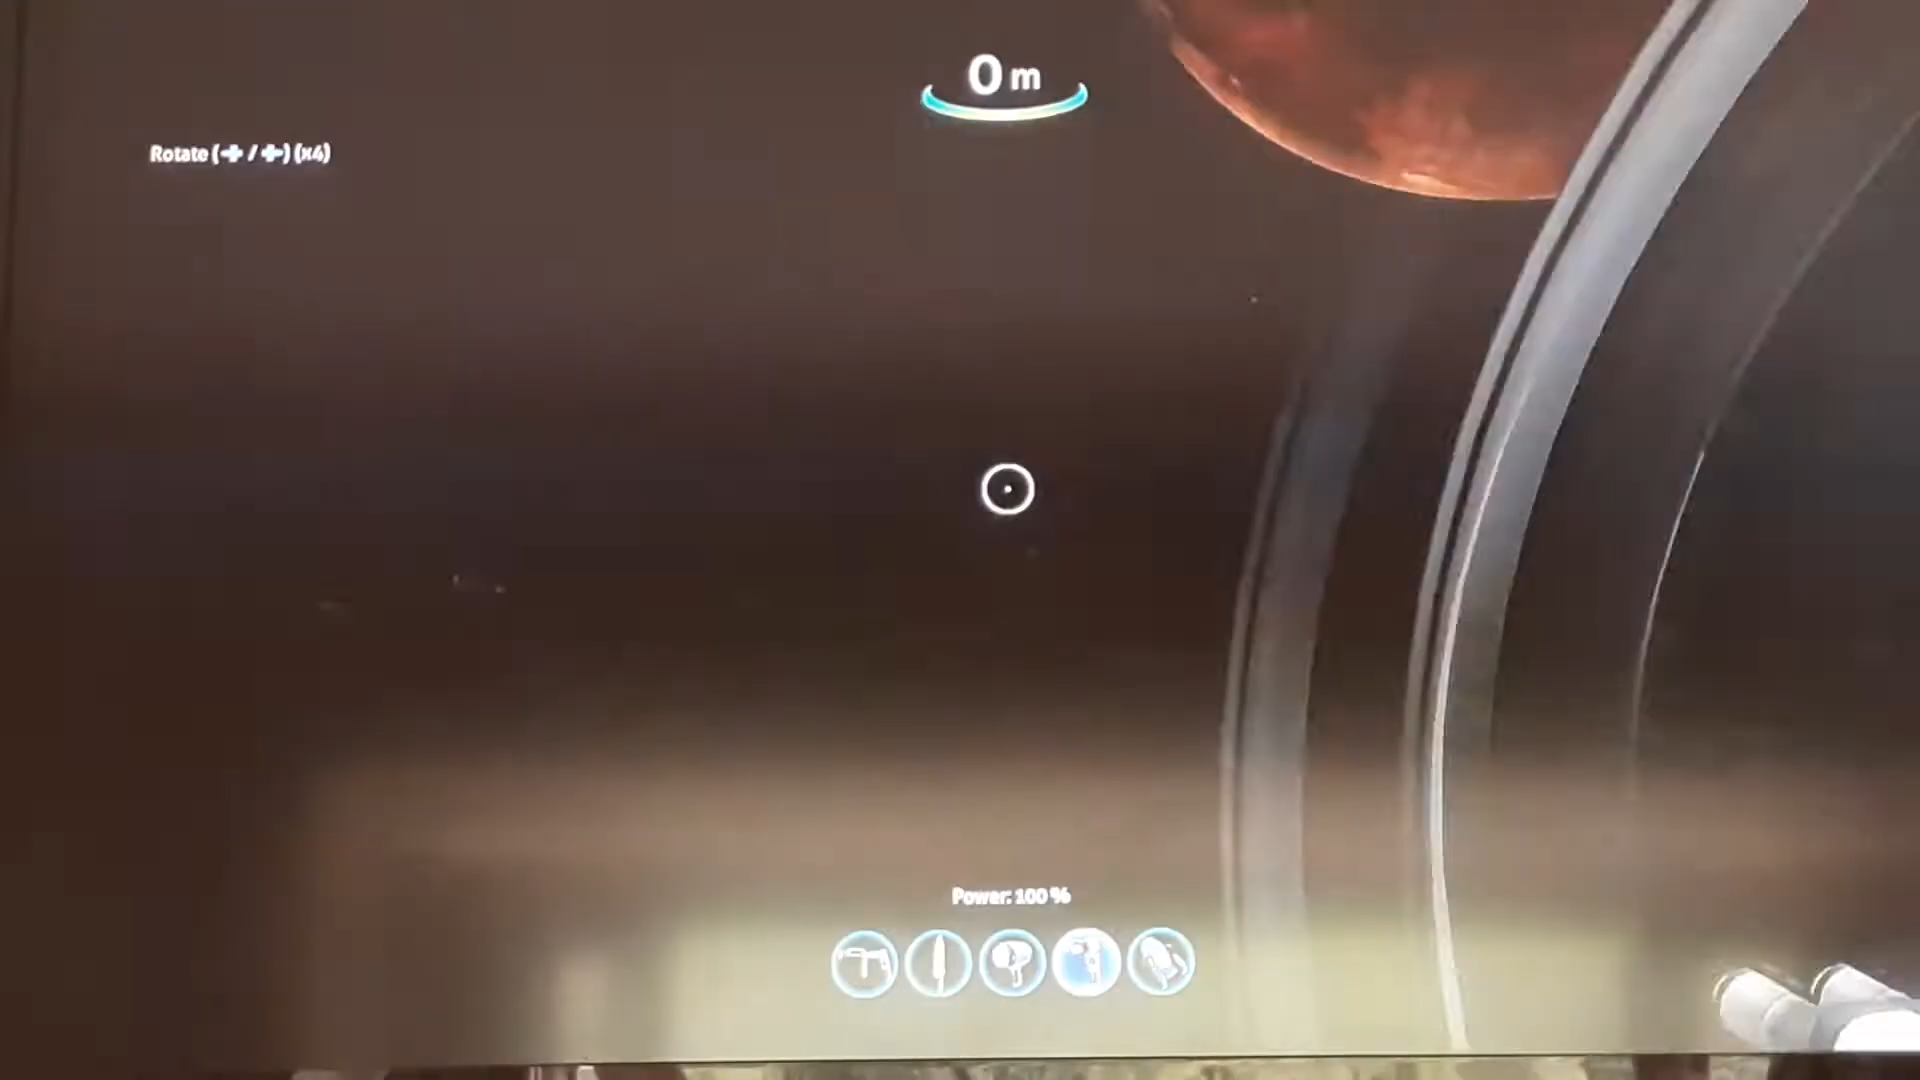 0 m
Rotate (✚ / ✚) (x4)
Power: 100 %